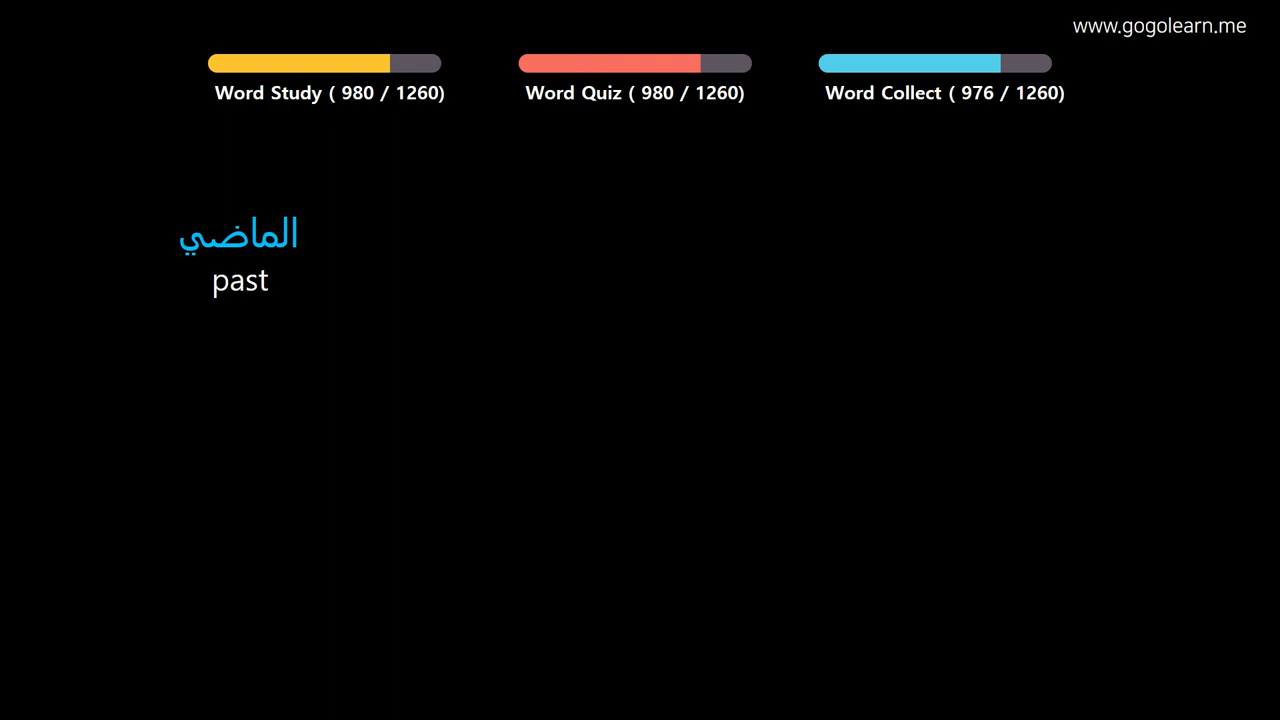 www.gogolearn.me
Word Study ( 980 / 1260)
Word Quiz ( 980 / 1260)
Word Collect ( 976 / 1260)
الماضي
past